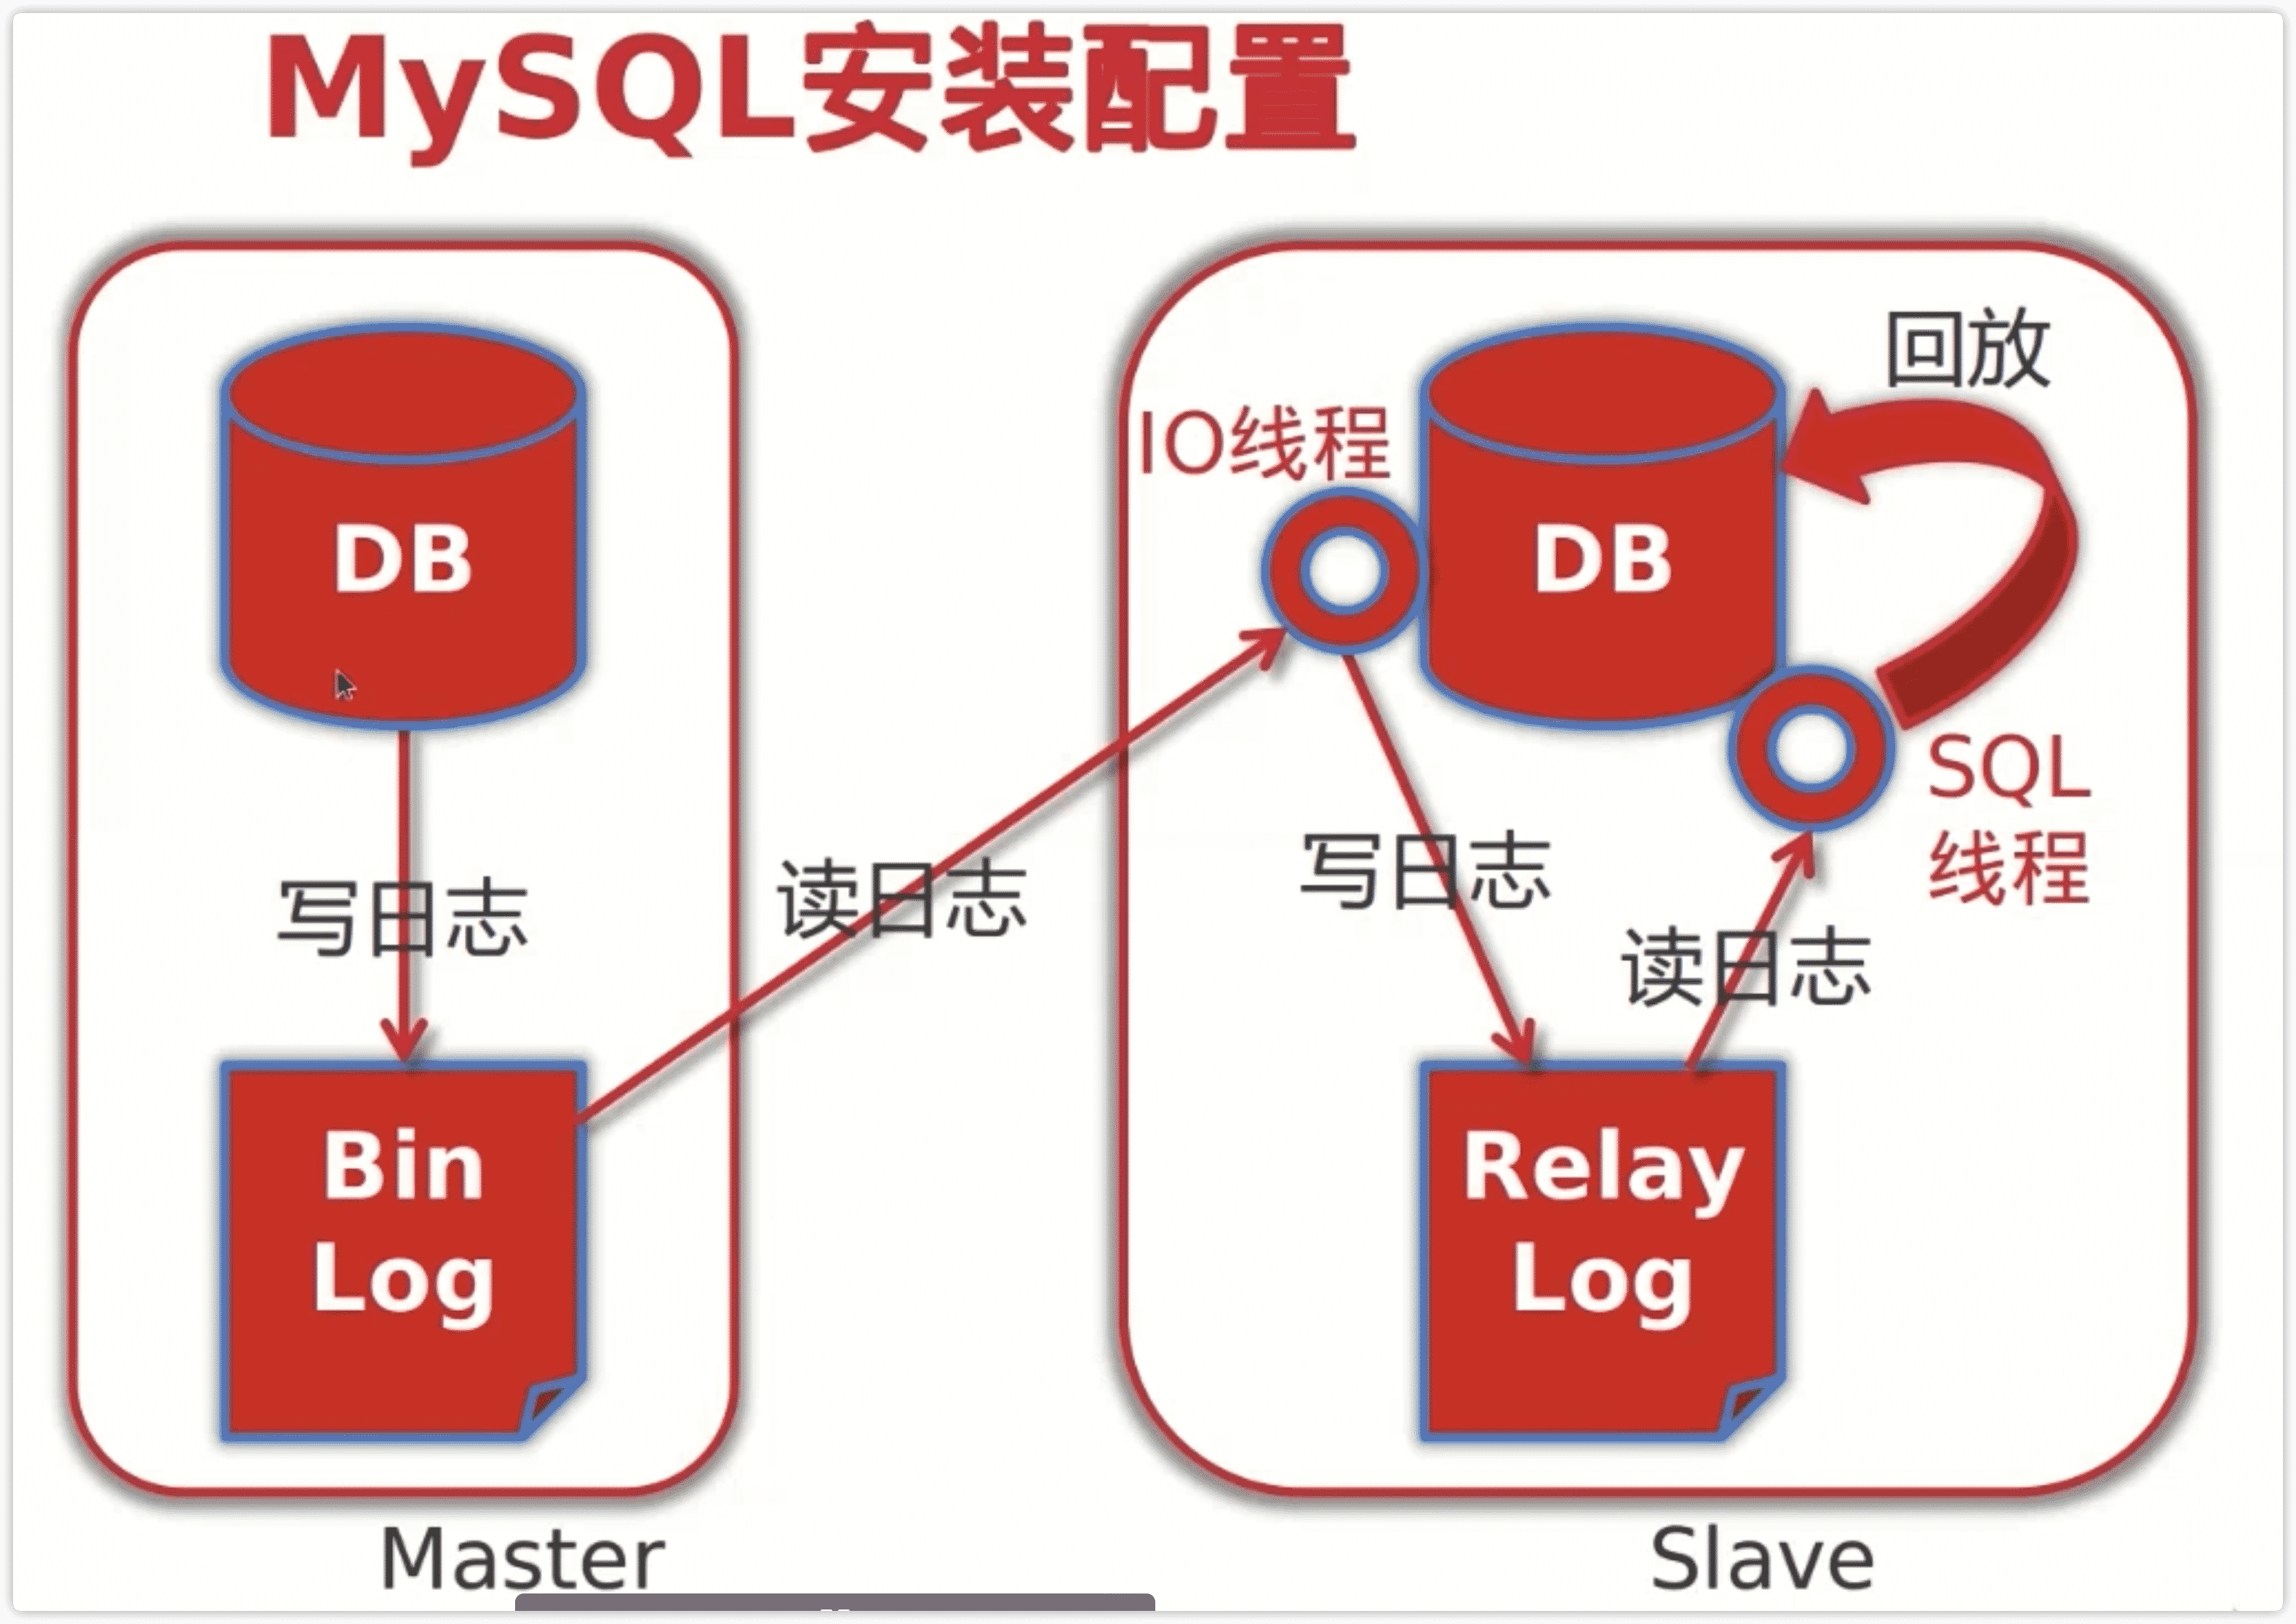 MySQL安装配置
DB
写日志
Bin
Log
Master
读日志
IO线程
DB
回放
SQL
线程
写日志
读日志
Relay
Log
Slave